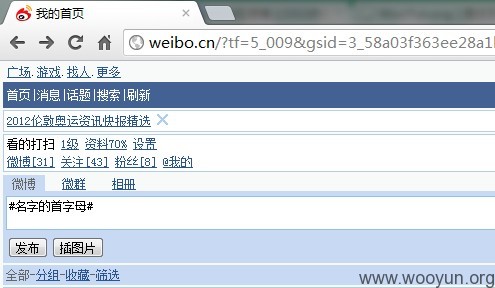 我的首页
weibo.cn/?tf=5_009&gsid=3_58a03f363ee28a1
广场.游戏.找人.更多
首页|消息|话题|搜索|刷新
2012伦敦奥运资讯快报精选
看的打扫 1级 资料70% 设置
微博[31] 关注[43] 粉丝[8] @我的
微博 微群 相册
#名字的首字母#
发布 插图片
全部-分组-收藏-筛选
www.wooyun.org